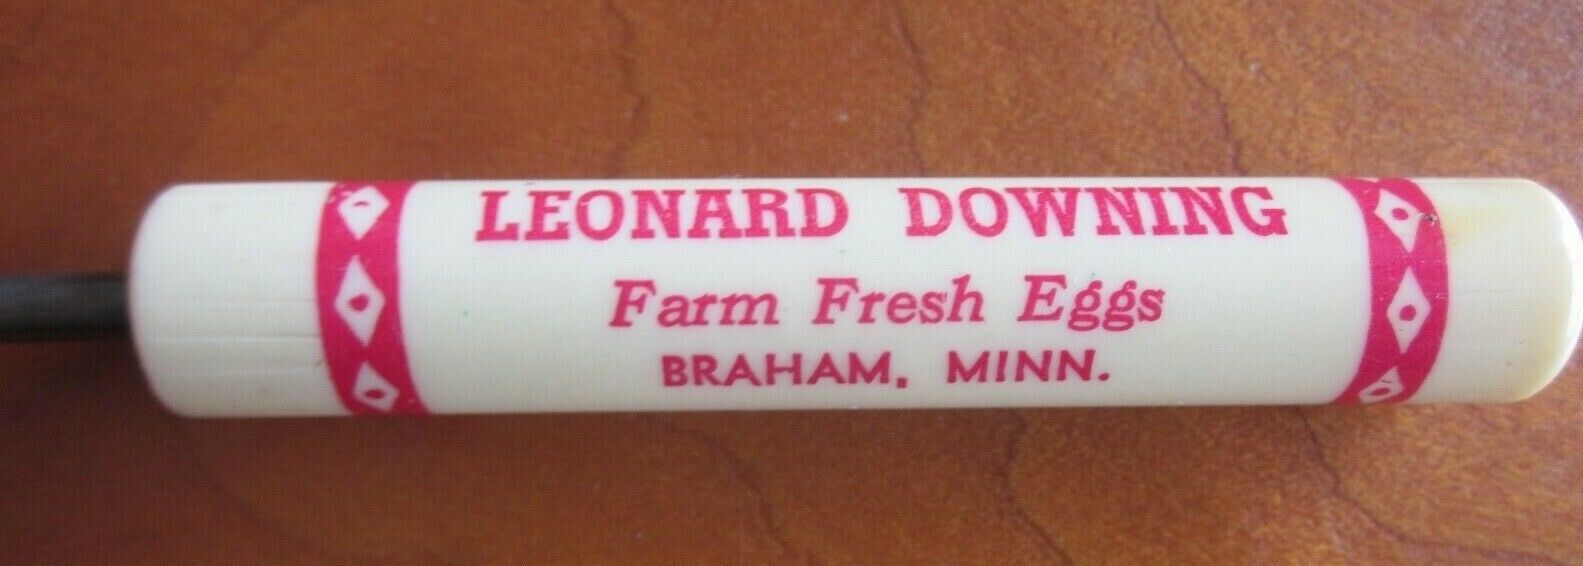 LEONARD DOWNING
Farm Fresh Eggs
BRAHAM, MINN.